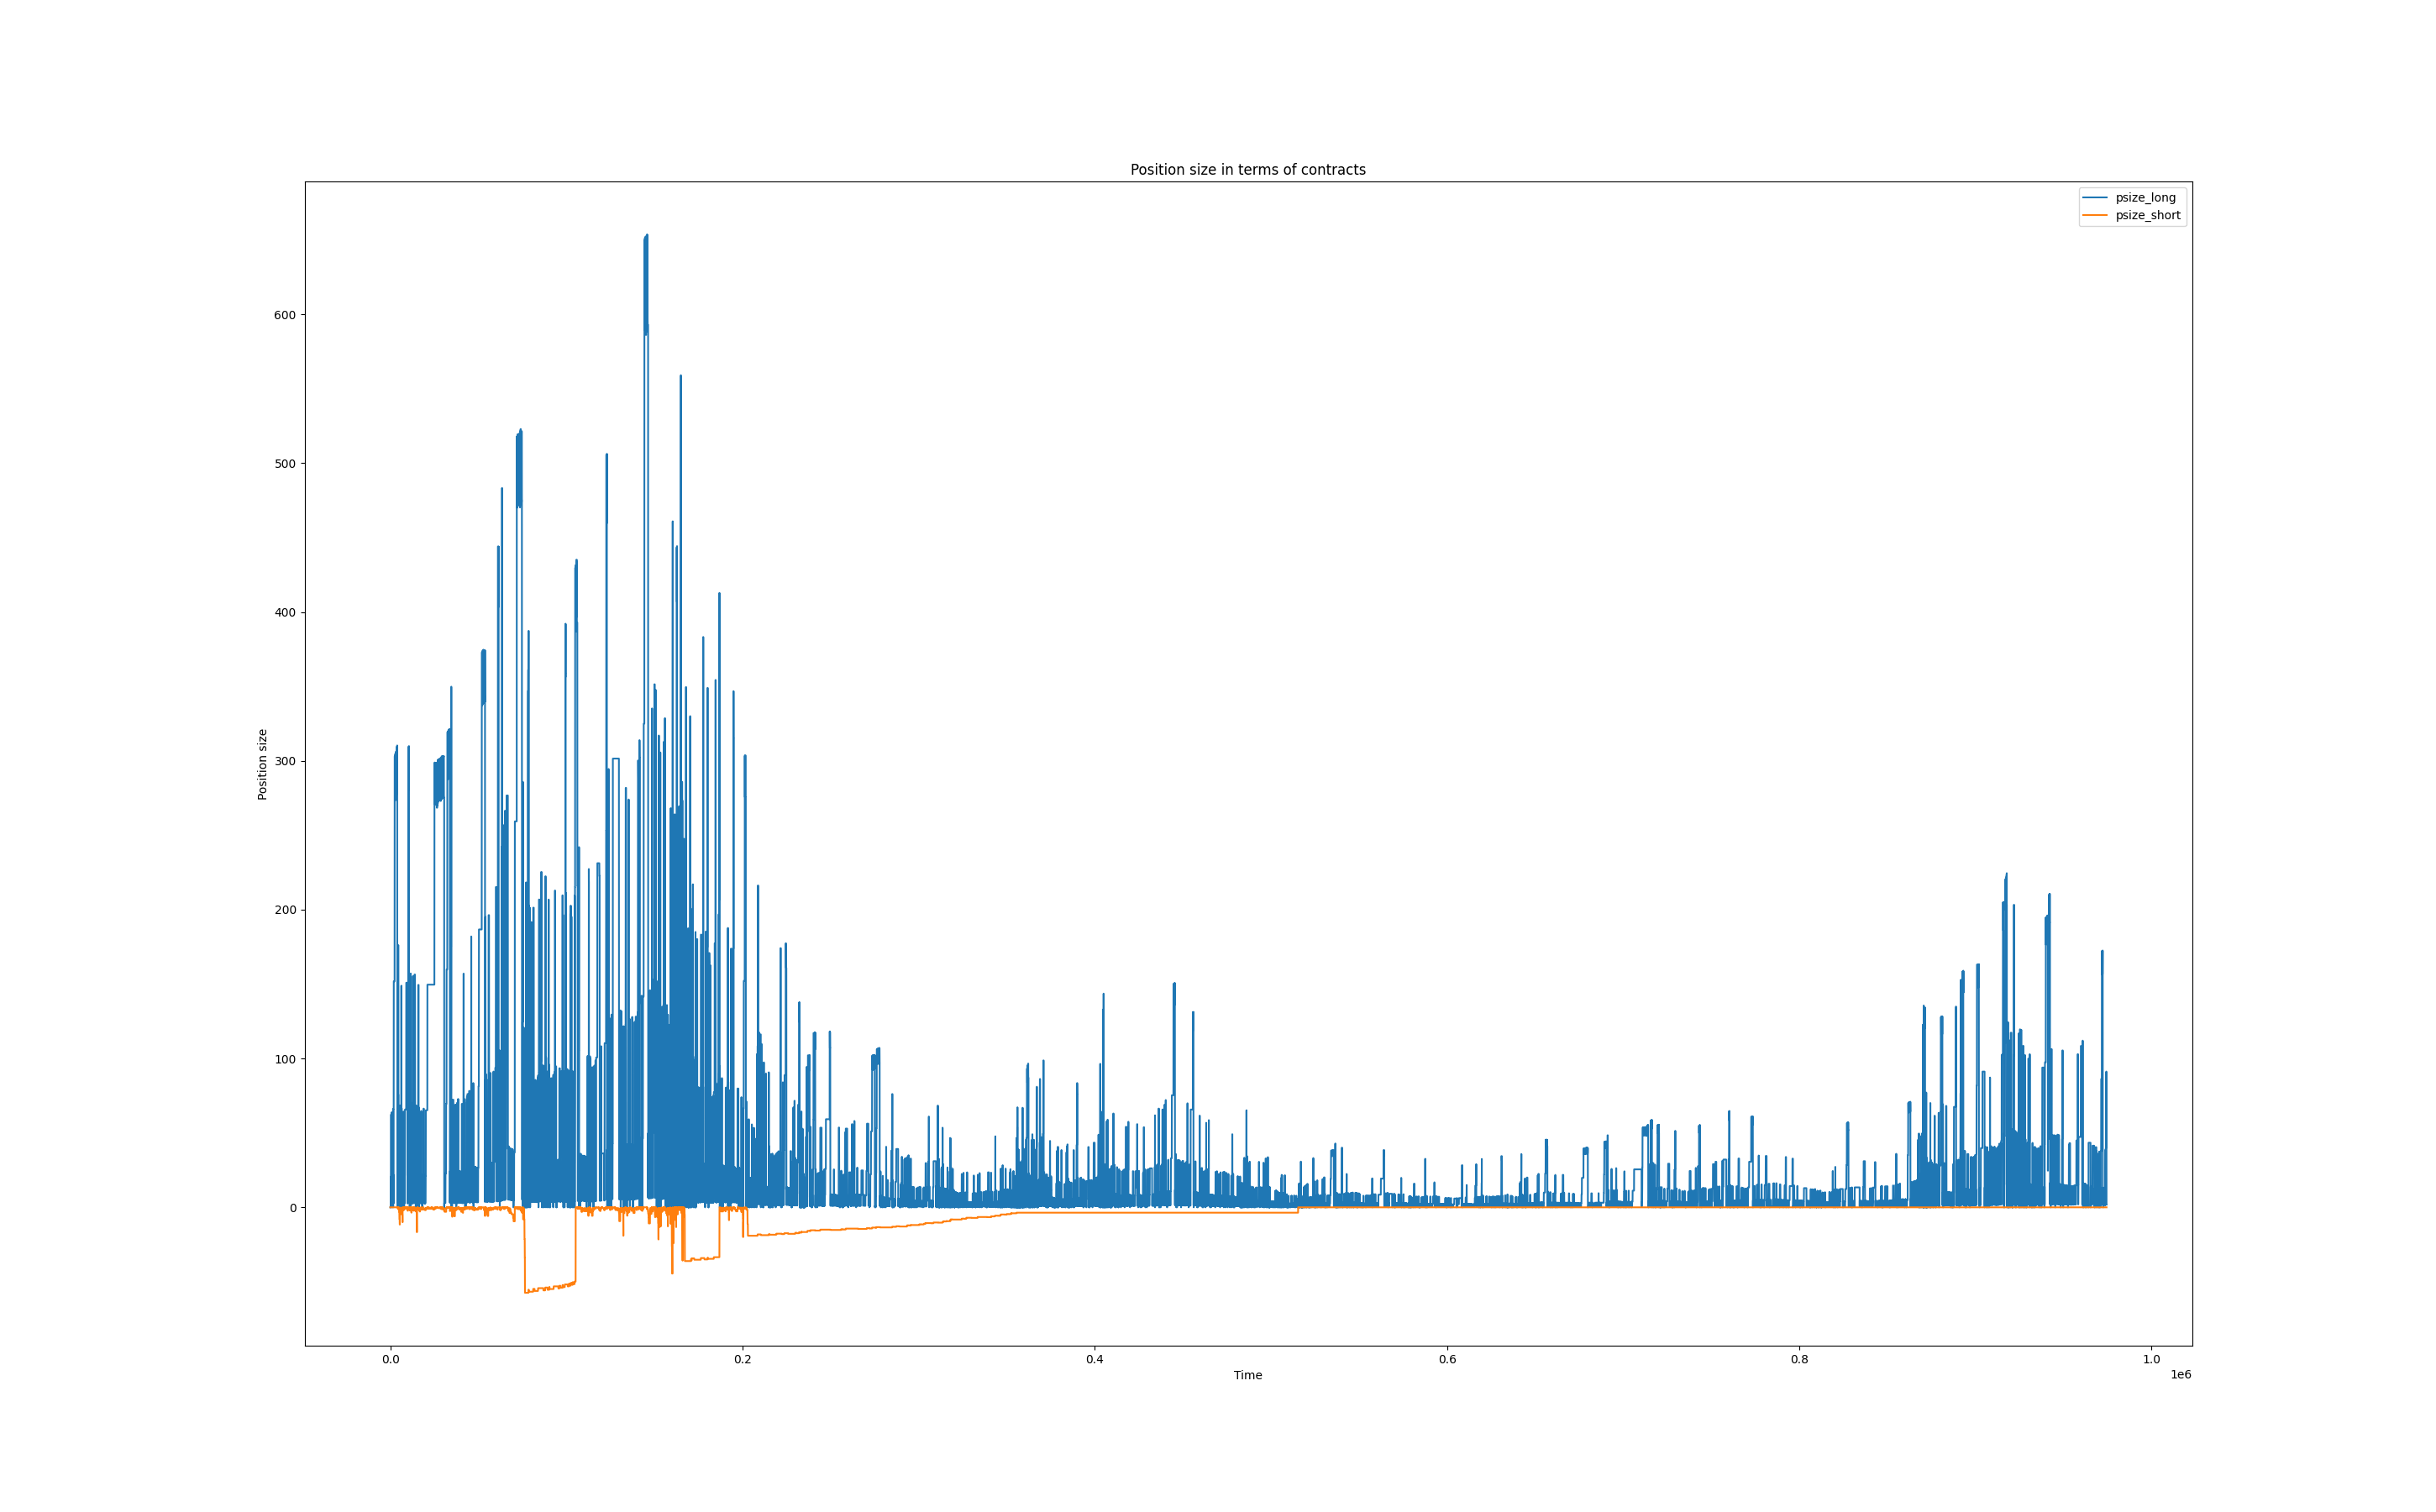 Position size in terms of contracts
psize_long
psize_short
600
500
400
300
200
100
0
Position size
0.0 0.2 0.4 0.6 0.8 1.0
Time
1e6